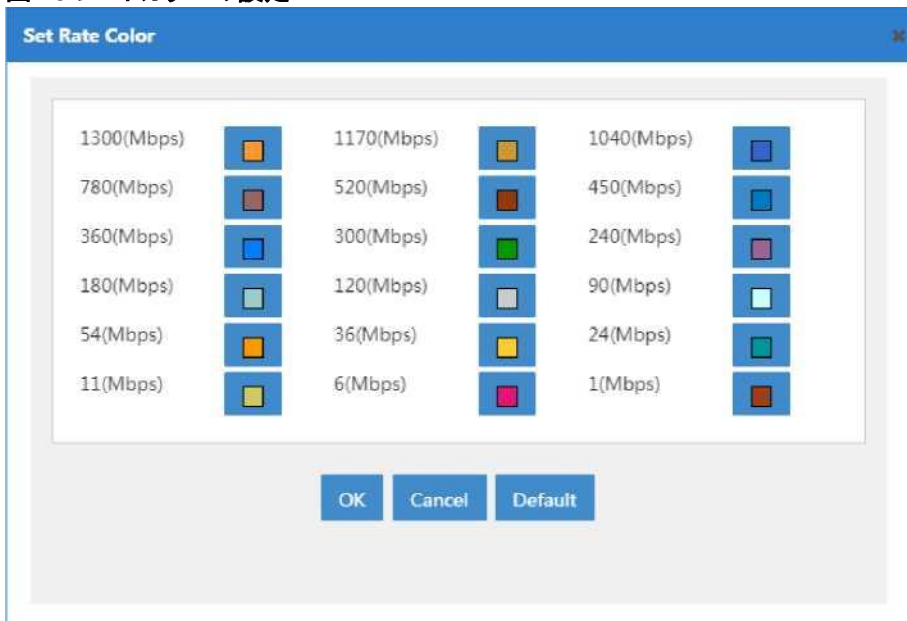 設定
Set Rate Color
1300(Mbps) 1170(Mbps) 1040(Mbps)
780(Mbps) 520(Mbps) 450(Mbps)
360(Mbps) 300(Mbps) 240(Mbps)
180(Mbps) 120(Mbps) 90(Mbps)
54(Mbps) 36(Mbps) 24(Mbps)
11(Mbps) 6(Mbps) 1(Mbps)
OK Cancel Default